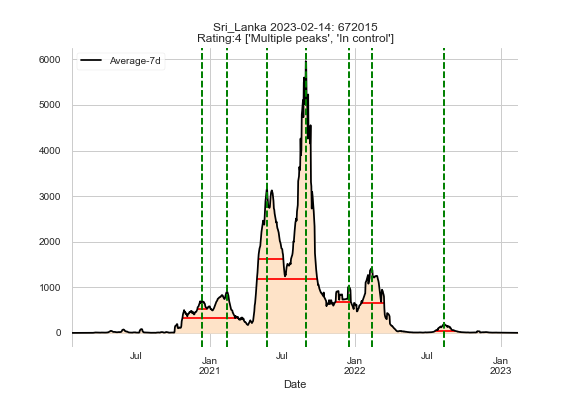 Sri_Lanka 2023-02-14: 672015
Rating:4 ['Multiple peaks', 'In control']
Average-7d
6000
5000
4000
3000
2000
1000
0
Jul
Jan
2021
Jul
Jan
2022
Jul
Jan
2023
Date